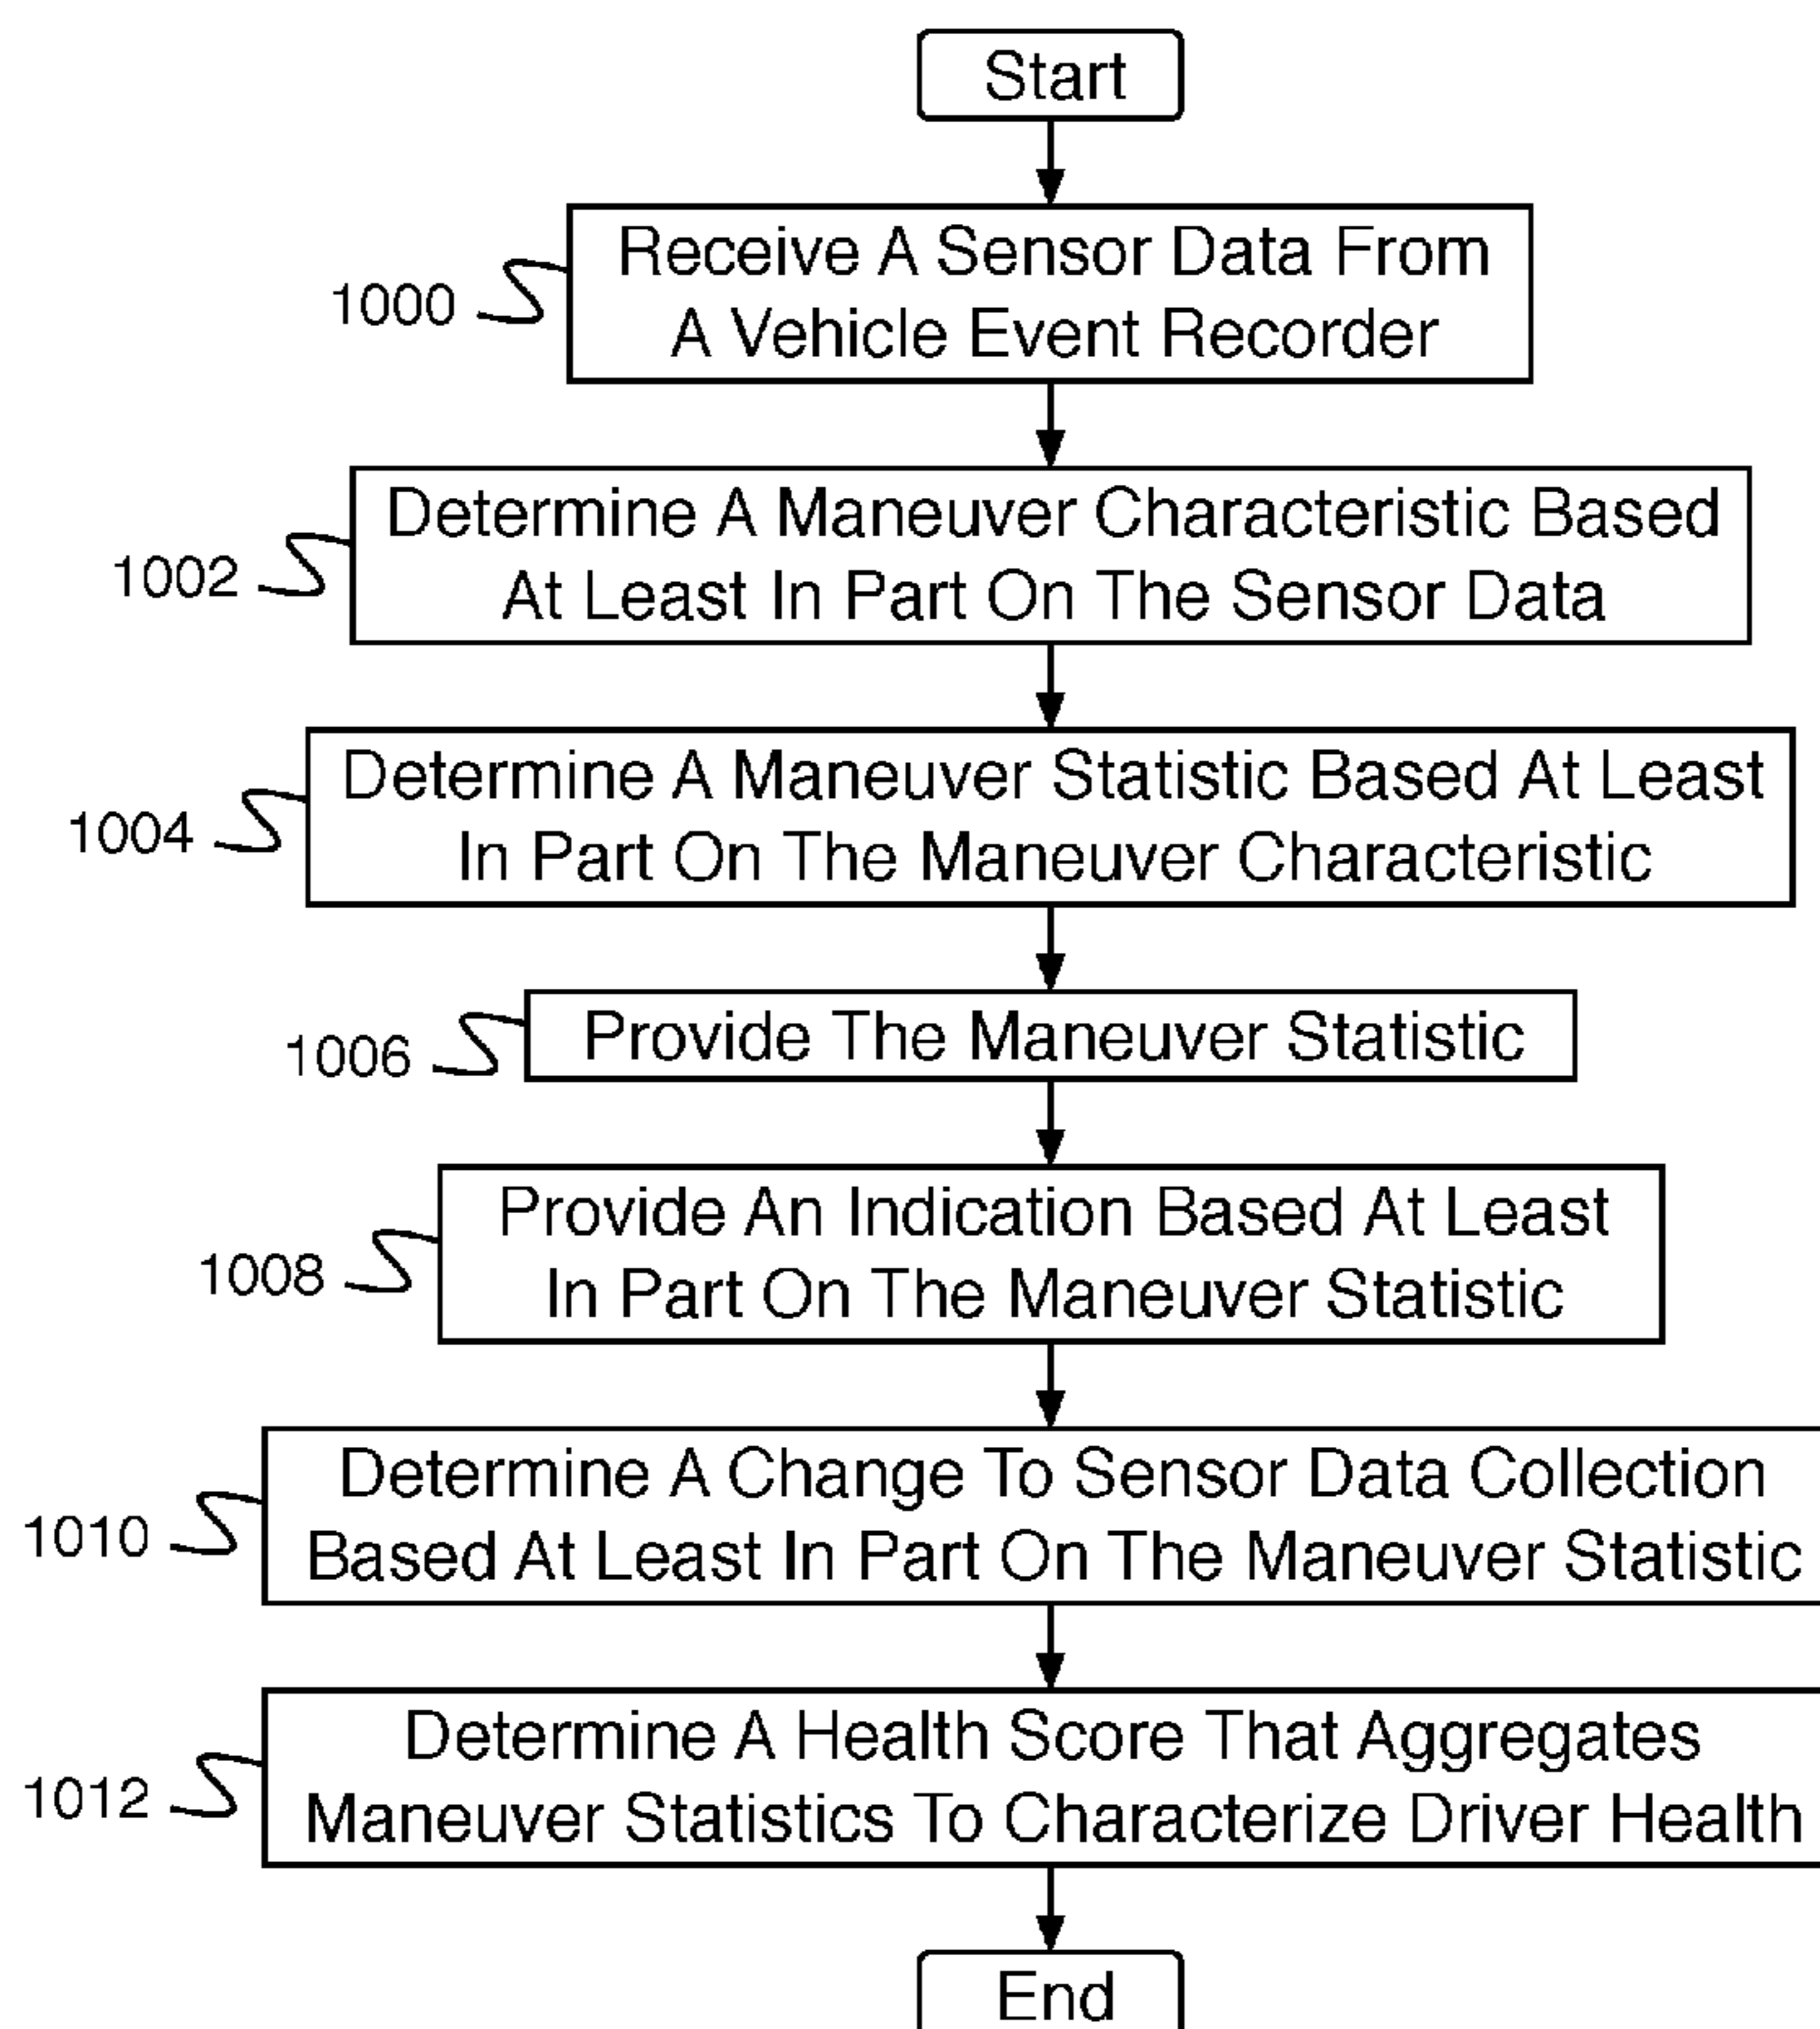 Start
1000
Receive A Sensor Data From
A Vehicle Event Recorder
1002
Determine A Maneuver Characteristic Based
At Least In Part On The Sensor Data
1004
Determine A Maneuver Statistic Based At Least
In Part On The Maneuver Characteristic
1006
Provide The Maneuver Statistic
1008
Provide An Indication Based At Least
In Part On The Maneuver Statistic
1010
Determine A Change To Sensor Data Collection
Based At Least In Part On The Maneuver Statistic
1012
Determine A Health Score That Aggregates
Maneuver Statistics To Characterize Driver Health
End